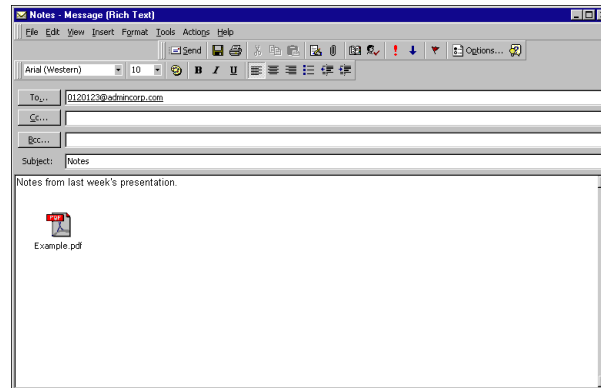 Notes - Message (Rich Text)
File Edit View Insert Format Tools Actions Help
Send Options...
Arial (Western) 10 B I U
To... 0120123@admincorp.com
Cc...
Bcc...
Subject: Notes
Notes from last week's presentation.
PDF
Example.pdf